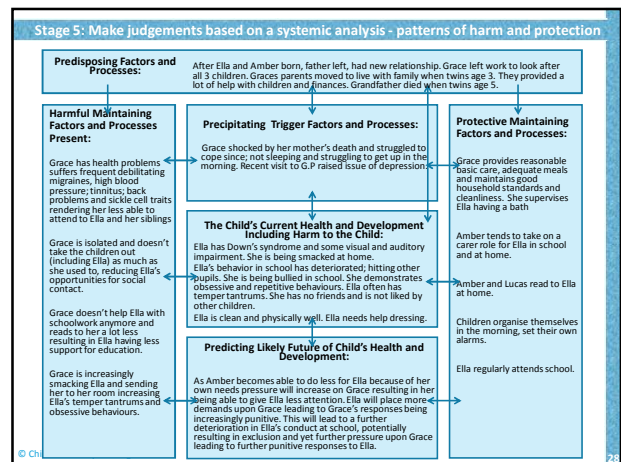 Stage 5: Make judgements based on a systemic analysis - patterns of harm and protection
Predisposing Factors and
Processes:
After Ella and Amber born, father left, had new relationship. Grace left work to look after
all 3 children. Graces parents moved to live with family when twins age 3. They provided a
lot of help with children and finances. Grandfather died when twins age 5.
Harmful Maintaining
Factors and Processes
Present:
Grace has health problems
suffers frequent debilitating
migraines, high blood
pressure; tinnitus; back
problems and sickle cell traits
rendering her less able to
attend to Ella and her siblings
Grace is isolated and doesn't
take the children out
(including Ella) as much as
she used to, reducing Ella's
opportunities for social
contact.
Grace doesn't help Ella with
schoolwork anymore and
reads to her a lot less
resulting in Ella having less
support for education.
Grace is increasingly
smacking Ella and sending
her to her room increasing
Ella's temper tantrums and
obsessive behaviours.
Precipitating Trigger Factors and Processes:
Grace shocked by her mother's death and struggled to
cope since; not sleeping and struggling to get up in the
morning. Recent visit to G.P raised issue of depression.
The Child's Current Health and Development
Including Harm to the Child:
Ella has Down's syndrome and some visual and auditory
impairment. She is being smacked at home.
Ella's behavior in school has deteriorated; hitting other
pupils. She is being bullied in school. She demonstrates
obsessive and repetitive behaviours. Ella often has
temper tantrums. She has no friends and is not liked by
other children.
Ella is clean and physically well. Ella needs help dressing.
Predicting Likely Future of Child's Health and
Development:
As Amber becomes able to do less for Ella because of her
own needs pressure will increase on Grace resulting in her
being able to give Ella less attention. Ella will place more
demands upon Grace leading to Grace's responses being
increasingly punitive. This will lead to a further
deterioration in Ella's conduct at school, potentially
resulting in exclusion and yet further pressure upon Grace
leading to further punitive responses to Ella.
Protective Maintaining
Factors and Processes:
Grace provides reasonable
basic care, adequate meals
and maintains good
household standards and
cleanliness. She supervises
Ella having a bath
Amber tends to take on a
carer role for Ella in school
and at home.
Amber and Lucas read to Ella
at home.
Children organise themselves
in the morning, set their own
alarms.
Ella regularly attends school.
© Chi
28